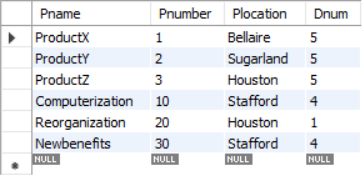 Pname Pnumber Plocation Dnum
ProductX 1 Bellaire 5
ProductY 2 Sugarland 5
ProductZ 3 Houston 5
Computerization 10 Stafford 4
Reorganization 20 Houston 1
Newbenefits 30 Stafford 4
NULL NULL NULL NULL